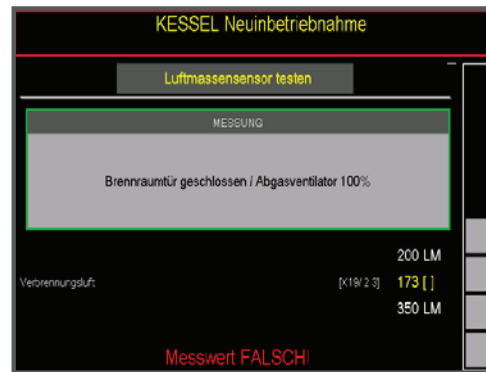 KESSEL Neuinbetriebnahme
Luftmassensensor testen
MESSUNG
Brennraumtür geschlossen / Abgasventilator 100%
200 LM
Verbrennungsluft [X19/ 2 3] 173 [ ]
350 LM
Messwert FALSCH!